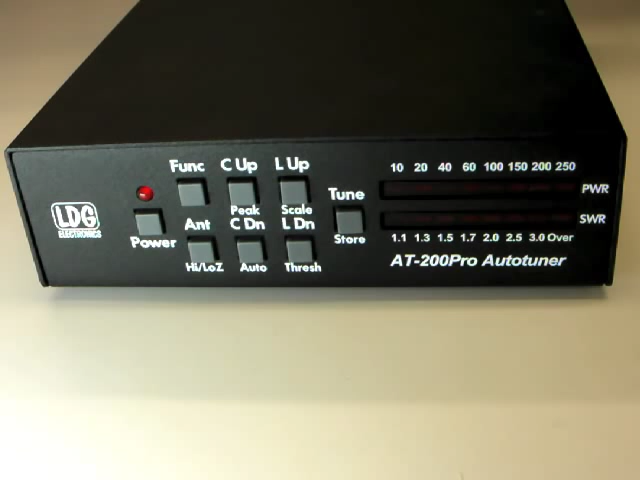 Func C Up L Up
10 20 40 60 100 150 200 250
PWR
Tune
LDG
ELECTRONICS
Power
Ant
Peak
C Dn
Scale
L Dn
Store
SWR
1.1 1.3 1.5 1.7 2.0 2.5 3.0 Over
Hi/LoZ Auto Thresh
AT-200Pro Autotuner